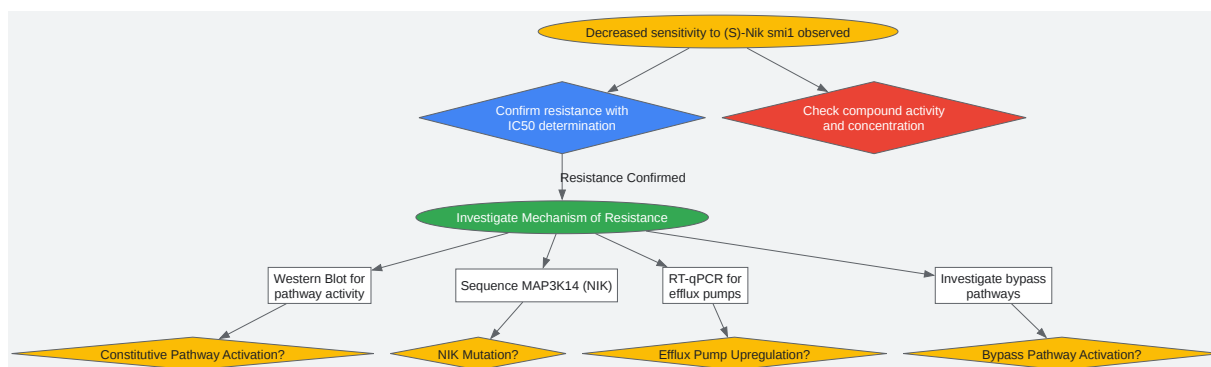 Decreased sensitivity to (S)-Nik smi1 observed
Confirm resistance with
IC50 determination
Check compound activity
and concentration
Resistance Confirmed
Investigate Mechanism of Resistance
Western Blot for
pathway activity
Sequence MAP3K14 (NIK)
RT-qPCR for
efflux pumps
Investigate bypass
pathways
Constitutive Pathway Activation?
NIK Mutation?
Efflux Pump Upregulation?
Bypass Pathway Activation?